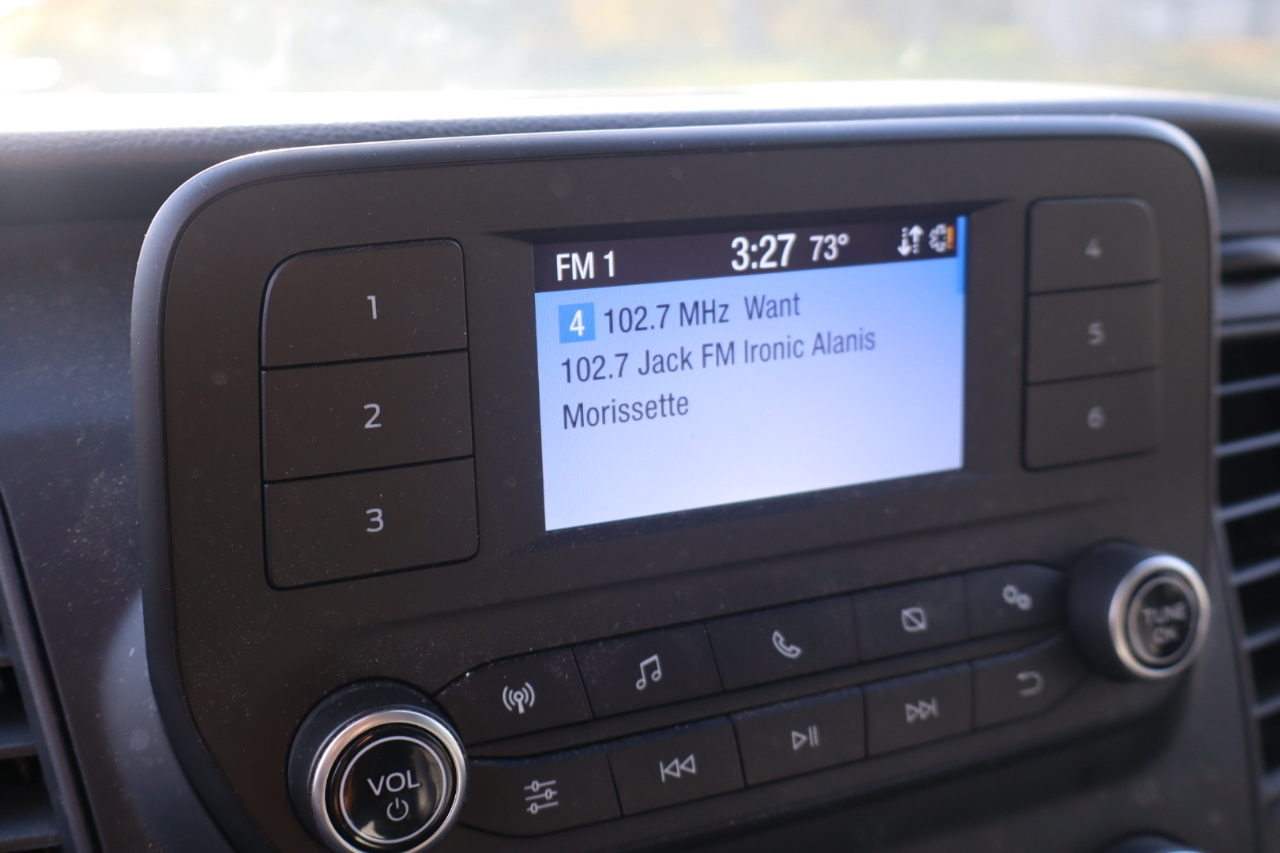 FM 1 3:27 73°
4 102.7 MHz Want
102.7 Jack FM Ironic Alanis
Morissette
1
2
3
4
5
6
VOL
TUNE
OK